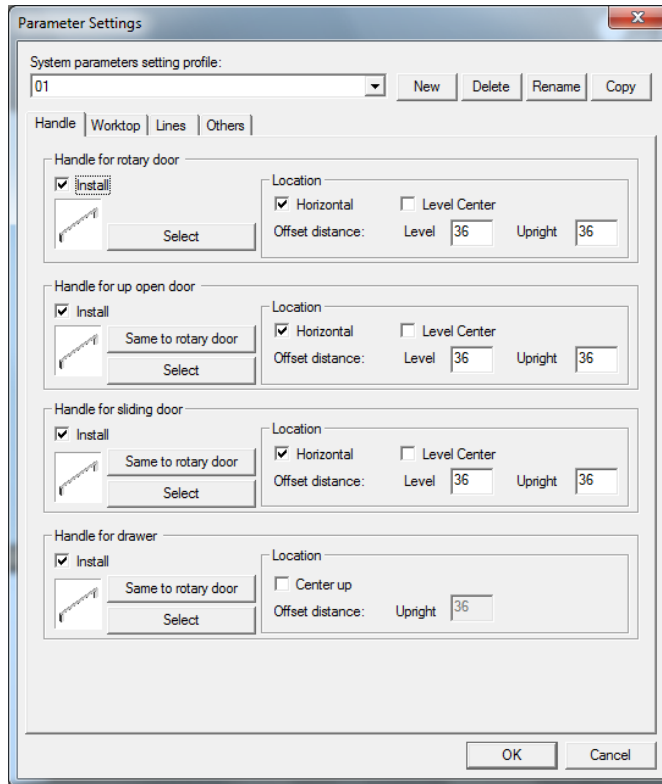 Parameter Settings
System parameters setting profile:
01 New Delete Rename Copy
Handle Worktop Lines Others
Handle for rotary door
Install
Select
Location
Horizontal Level Center
Offset distance: Level 36 Upright 36
Handle for up open door
Install
Same to rotary door
Select
Location
Horizontal Level Center
Offset distance: Level 36 Upright 36
Handle for sliding door
Install
Same to rotary door
Select
Location
Horizontal Level Center
Offset distance: Level 36 Upright 36
Handle for drawer
Install
Same to rotary door
Select
Location
Center up
Offset distance: Upright 36
OK Cancel